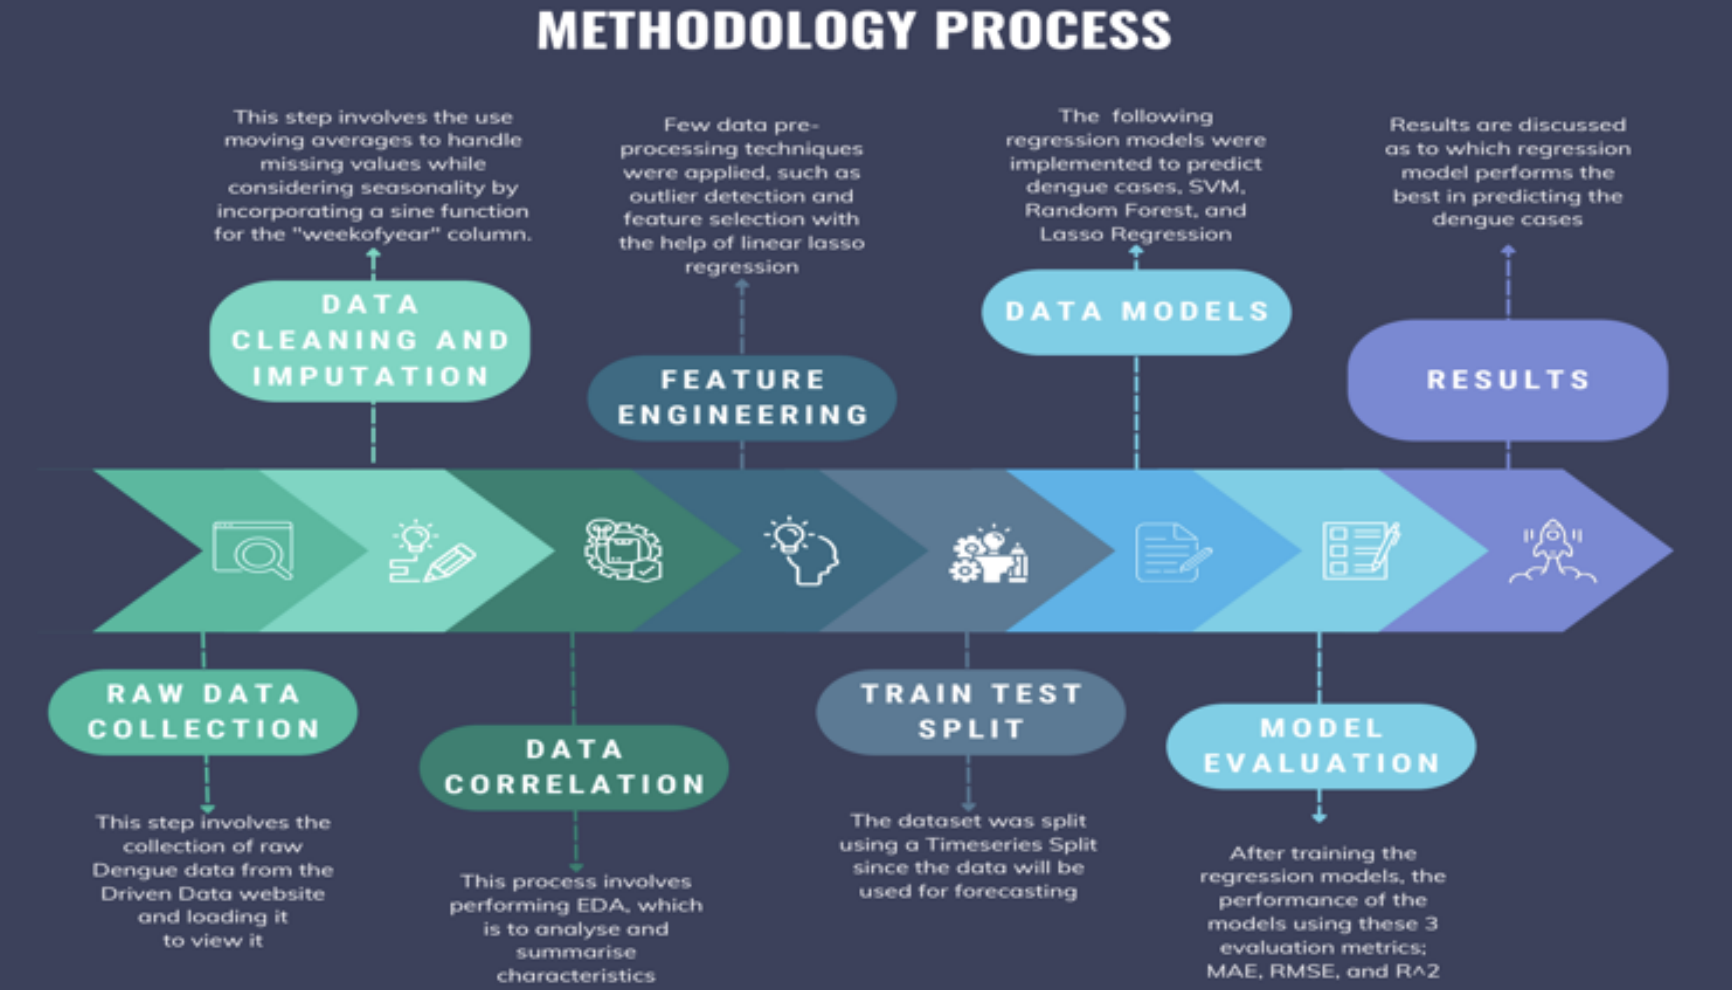 METHODOLOGY PROCESS
This step involves the use
moving averages to handle
missing values while
considering seasonality by
incorporating a sine function
for the "weekofyear" column.
DATA
CLEANING AND
IMPUTATION
Few data pre-
processing techniques
were applied, such as
outlier detection and
feature selection with
the help of linear lasso
regression
FEATURE
ENGINEERING
The following
regression models were
implemented to predict
dengue cases, SVM,
Random Forest, and
Lasso Regression
DATA MODELS
Results are discussed
as to which regression
model performs the
best in predicting the
dengue cases
RESULTS
RAW DATA
COLLECTION
This step involves the
collection of raw
Dengue data from the
Driven Data website
and loading it
to view it
DATA
CORRELATION
This process involves
performing EDA, which
is to analyse and
summarise
characteristics
TRAIN TEST
SPLIT
The dataset was split
using a Timeseries Split
since the data will be
used for forecasting
MODEL
EVALUATION
After training the
regression models, the
performance of the
models using these 3
evaluation metrics;
MAE, RMSE, and R^2